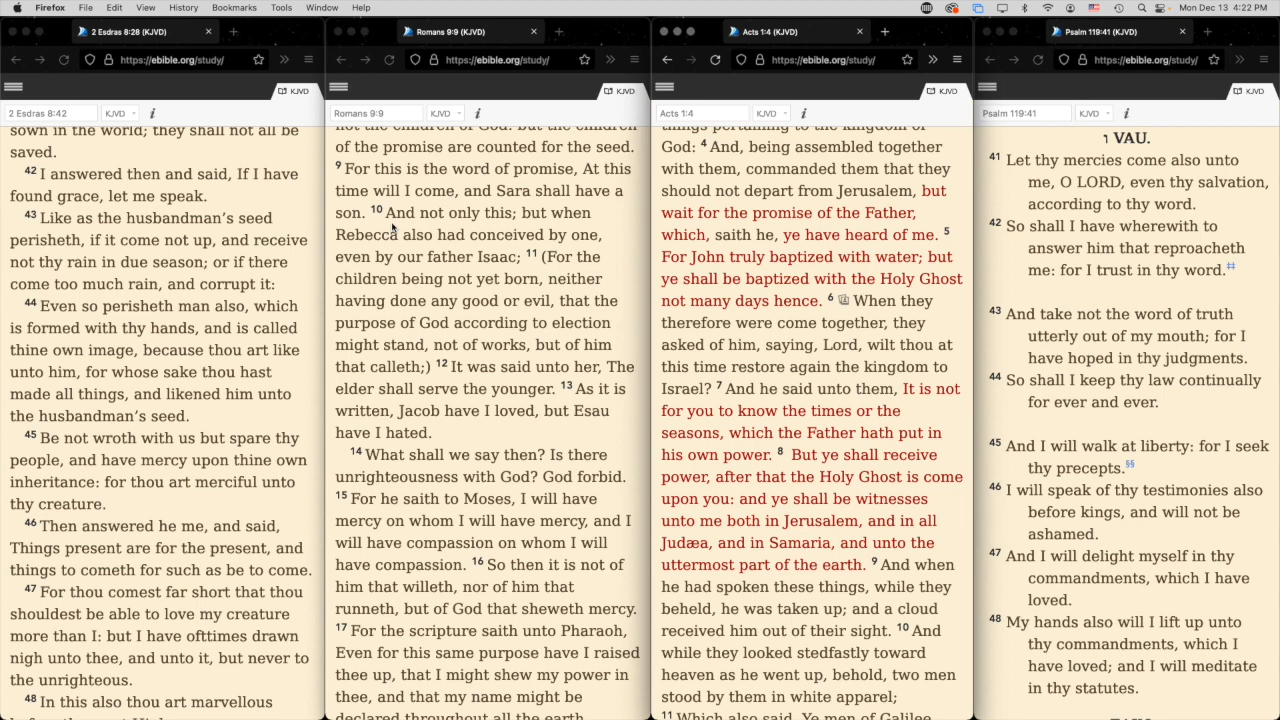 Firefox File Edit View History Bookmarks Tools Window Help Mon Dec 13 4:22 PM
2 Esdras 8:28 (KJVD)
https://ebible.org/study/
KJVD
2 Esdras 8:42 KJVD i
sown in the world; they shall not all be
saved.
42 I answered then and said, If I have
found grace, let me speak.
43 Like as the husbandman’s seed
perisheth, if it come not up, and receive
not thy rain in due season; or if there
come too much rain, and corrupt it:
44 Even so perisheth man also, which
is formed with thy hands, and is called
thine own image, because thou art like
unto him, for whose sake thou hast
made all things, and likened him unto
the husbandman’s seed.
45 Be not wroth with us but spare thy
people, and have mercy upon thine own
inheritance: for thou art merciful unto
thy creature.
46 Then answered he me, and said,
Things present are for the present, and
things to cometh for such as be to come.
47 For thou comest far short that thou
shouldest be able to love my creature
more than I: but I have ofttimes drawn
nigh unto thee, and unto it, but never to
the unrighteous.
48 In this also thou art marvellous
Romans 9:9 (KJVD)
https://ebible.org/study/
KJVD
Romans 9:9 KJVD i
not the children of God: but the children
of the promise are counted for the seed.
9 For this is the word of promise, At this
time will I come, and Sara shall have a
son. 10 And not only this; but when
Rebecca also had conceived by one,
even by our father Isaac; 11 (For the
children being not yet born, neither
having done any good or evil, that the
purpose of God according to election
might stand, not of works, but of him
that calleth;) 12 It was said unto her, The
elder shall serve the younger. 13 As it is
written, Jacob have I loved, but Esau
have I hated.
14 What shall we say then? Is there
unrighteousness with God? God forbid.
15 For he saith to Moses, I will have
mercy on whom I will have mercy, and I
will have compassion on whom I will
have compassion. 16 So then it is not of
him that willeth, nor of him that
runneth, but of God that sheweth mercy.
17 For the scripture saith unto Pharaoh,
Even for this same purpose have I raised
thee up, that I might shew my power in
thee, and that my name might be
declared throughout all the earth
Acts 1:4 (KJVD)
https://ebible.org/study/
KJVD
Acts 1:4 KJVD i
things pertaining to the kingdom of
God: 4 And, being assembled together
with them, commanded them that they
should not depart from Jerusalem, but
wait for the promise of the Father,
which, saith he, ye have heard of me. 5
For John truly baptized with water; but
ye shall be baptized with the Holy Ghost
not many days hence. 6 When they
therefore were come together, they
asked of him, saying, Lord, wilt thou at
this time restore again the kingdom to
Israel? 7 And he said unto them, It is not
for you to know the times or the
seasons, which the Father hath put in
his own power. 8 But ye shall receive
power, after that the Holy Ghost is come
upon you: and ye shall be witnesses
unto me both in Jerusalem, and in all
Judæa, and in Samaria, and unto the
uttermost part of the earth. 9 And when
he had spoken these things, while they
beheld, he was taken up; and a cloud
received him out of their sight. 10 And
while they looked stedfastly toward
heaven as he went up, behold, two men
stood by them in white apparel;
11 Which also said, Ye men of Galilee
Psalm 119:41 (KJVD)
https://ebible.org/study/
KJVD
Psalm 119:41 KJVD i
ו VAU.
41 Let thy mercies come also unto
me, O LORD, even thy salvation,
according to thy word.
42 So shall I have wherewith to
answer him that reproacheth
me: for I trust in thy word.‡‡
43 And take not the word of truth
utterly out of my mouth; for I
have hoped in thy judgments.
44 So shall I keep thy law continually
for ever and ever.
45 And I will walk at liberty: for I seek
thy precepts.§§
46 I will speak of thy testimonies also
before kings, and will not be
ashamed.
47 And I will delight myself in thy
commandments, which I have
loved.
48 My hands also will I lift up unto
thy commandments, which I
have loved; and I will meditate
in thy statutes.